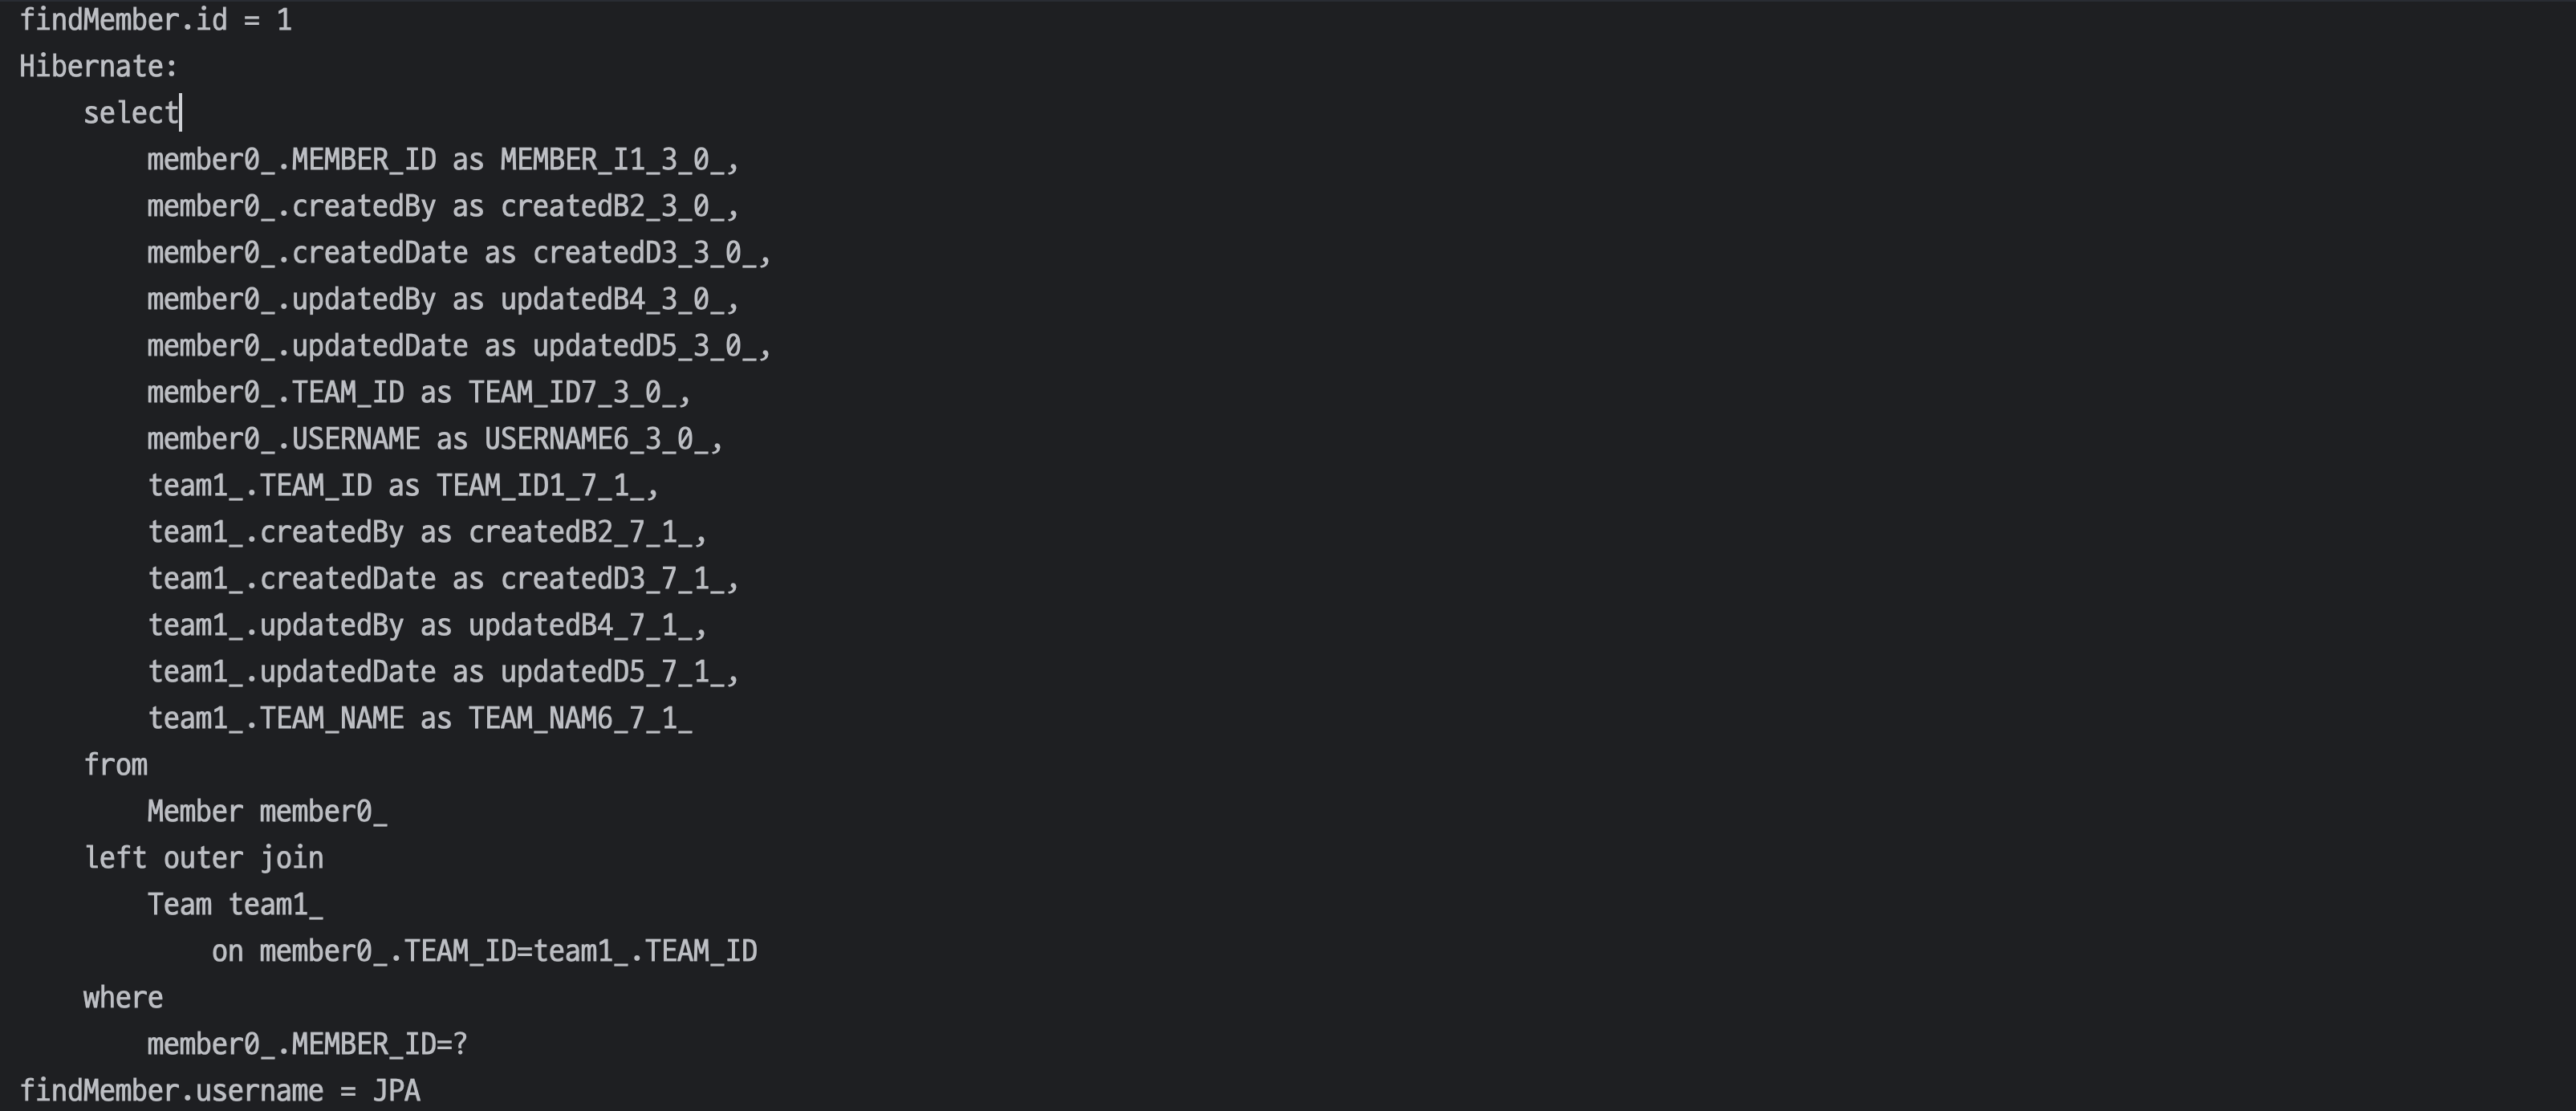 findMember.id = 1
Hibernate:
    select
        member0_.MEMBER_ID as MEMBER_I1_3_0_,
        member0_.createdBy as createdB2_3_0_,
        member0_.createdDate as createdD3_3_0_,
        member0_.updatedBy as updatedB4_3_0_,
        member0_.updatedDate as updatedD5_3_0_,
        member0_.TEAM_ID as TEAM_ID7_3_0_,
        member0_.USERNAME as USERNAME6_3_0_,
        team1_.TEAM_ID as TEAM_ID1_7_1_,
        team1_.createdBy as createdB2_7_1_,
        team1_.createdDate as createdD3_7_1_,
        team1_.updatedBy as updatedB4_7_1_,
        team1_.updatedDate as updatedD5_7_1_,
        team1_.TEAM_NAME as TEAM_NAM6_7_1_
    from
        Member member0_
    left outer join
        Team team1_
            on member0_.TEAM_ID=team1_.TEAM_ID
    where
        member0_.MEMBER_ID=?
findMember.username = JPA